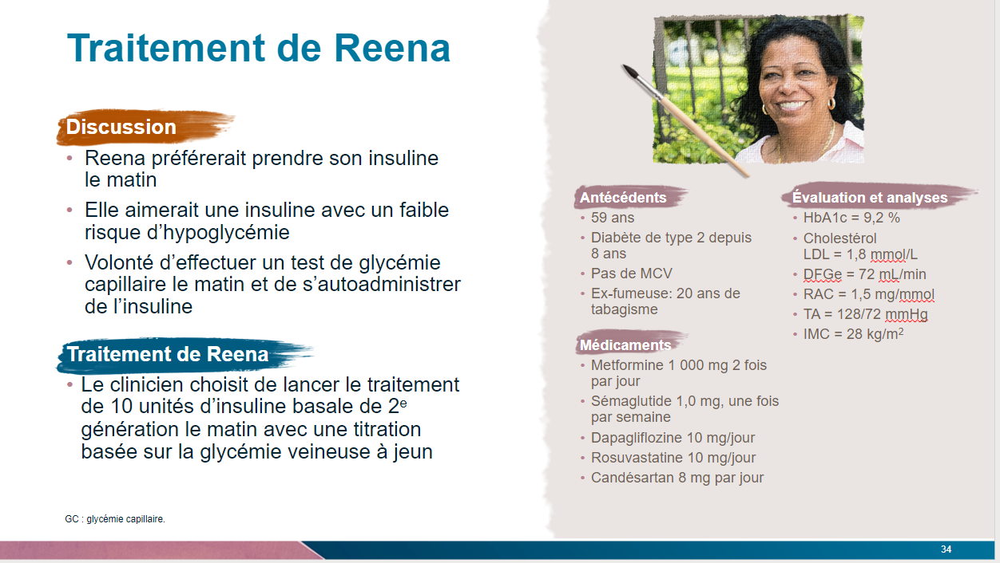 Traitement de Reena
Discussion
• Reena préférerait prendre son insuline
le matin
• Elle aimerait une insuline avec un faible
risque d’hypoglycémie
• Volonté d’effectuer un test de glycémie
capillaire le matin et de s’autoadministrer
de l’insuline
Traitement de Reena
• Le clinicien choisit de lancer le traitement
de 10 unités d’insuline basale de 2e
génération le matin avec une titration
basée sur la glycémie veineuse à jeun
GC : glycémie capillaire.
Antécédents
• 59 ans
• Diabète de type 2 depuis
8 ans
• Pas de MCV
• Ex-fumeuse: 20 ans de
tabagisme
Médicaments
• Metformine 1 000 mg 2 fois
par jour
• Sémaglutide 1,0 mg, une fois
par semaine
• Dapagliflozine 10 mg/jour
• Rosuvastatine 10 mg/jour
• Candésartan 8 mg par jour
Évaluation et analyses
• HbA1c = 9,2 %
• Cholestérol
LDL = 1,8 mmol/L
• DFGe = 72 mL/min
• RAC = 1,5 mg/mmol
• TA = 128/72 mmHg
• IMC = 28 kg/m²
34